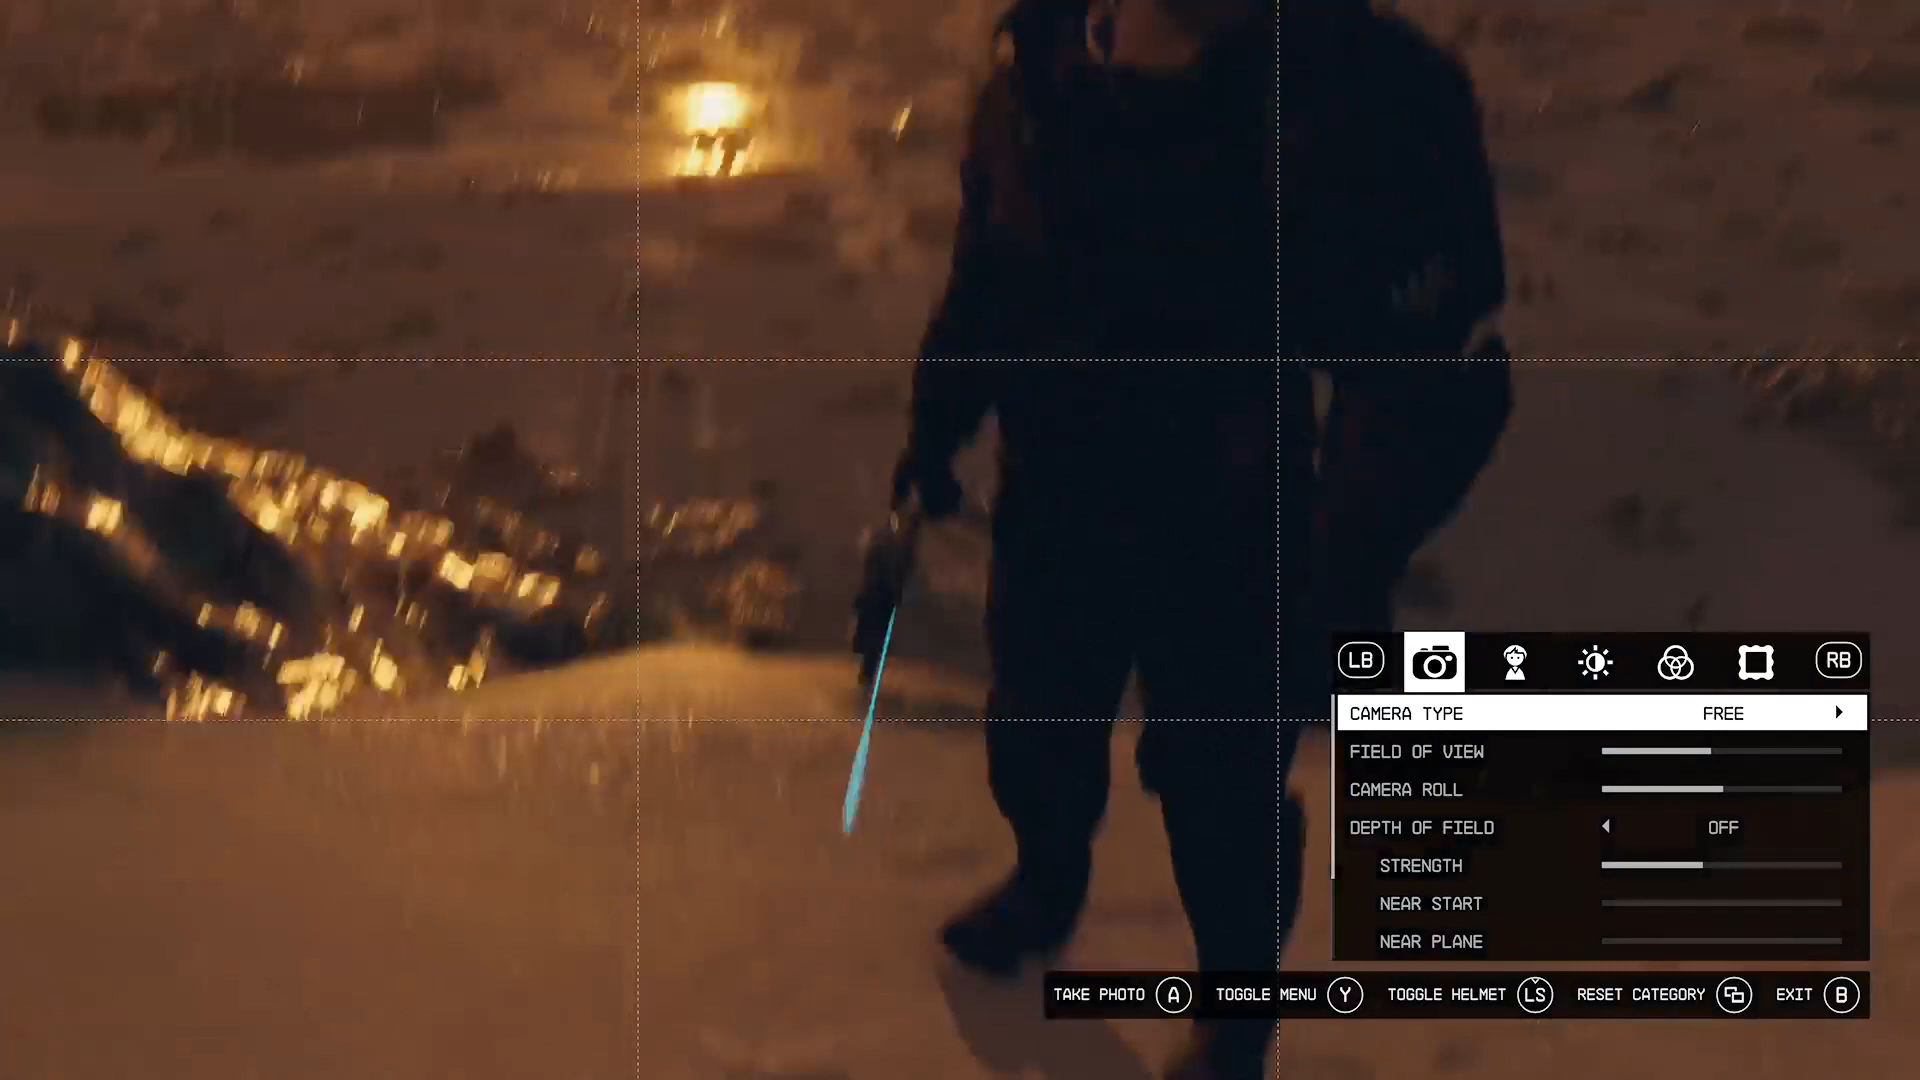 LB RB
CAMERA TYPE FREE
FIELD OF VIEW
CAMERA ROLL
DEPTH OF FIELD OFF
STRENGTH
NEAR START
NEAR PLANE
TAKE PHOTO A TOGGLE MENU Y TOGGLE HELMET LS RESET CATEGORY EXIT B